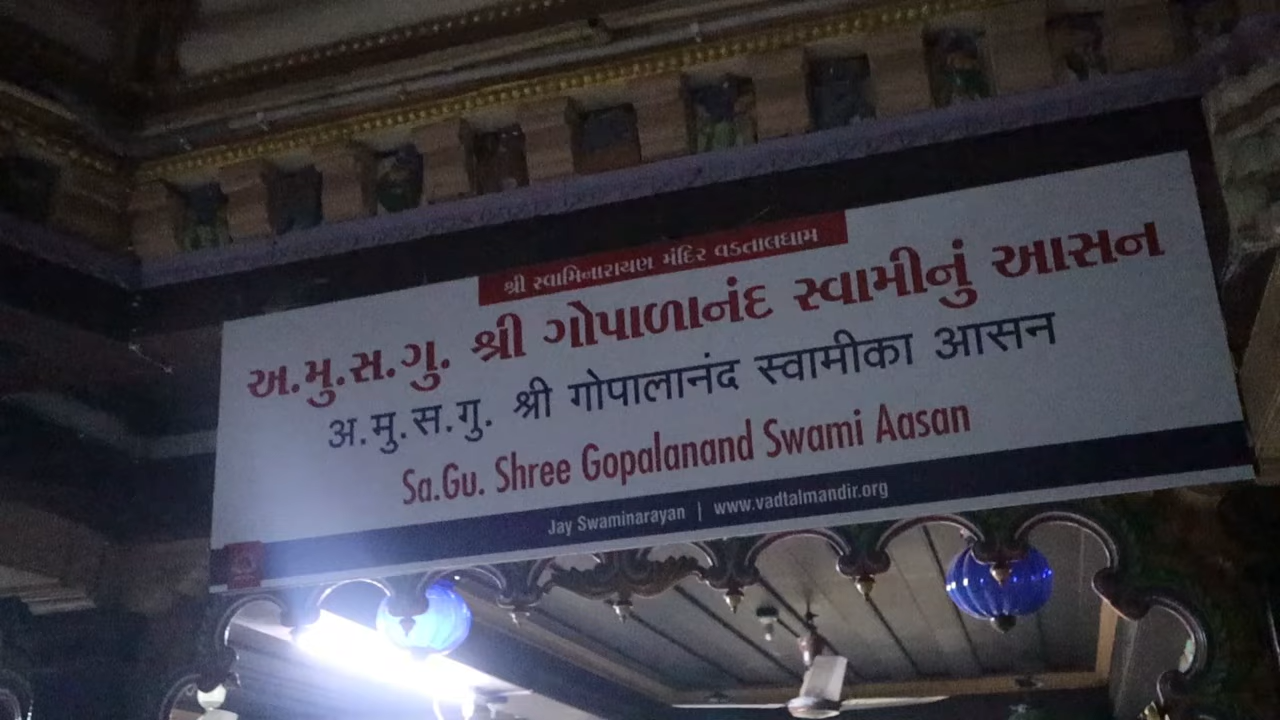 શ્રી સ્વામિનારાયણ મંદિર વડતાલધામ
અ.મુ.સ.ગુ. શ્રી ગોપાળાનંદ સ્વામીનું આસન
अ.मु.स.गु. श्री गोपालानंद स्वामीका आसन
Sa.Gu. Shree Gopalanand Swami Aasan
Jay Swaminarayan | www.vadtalmandir.org